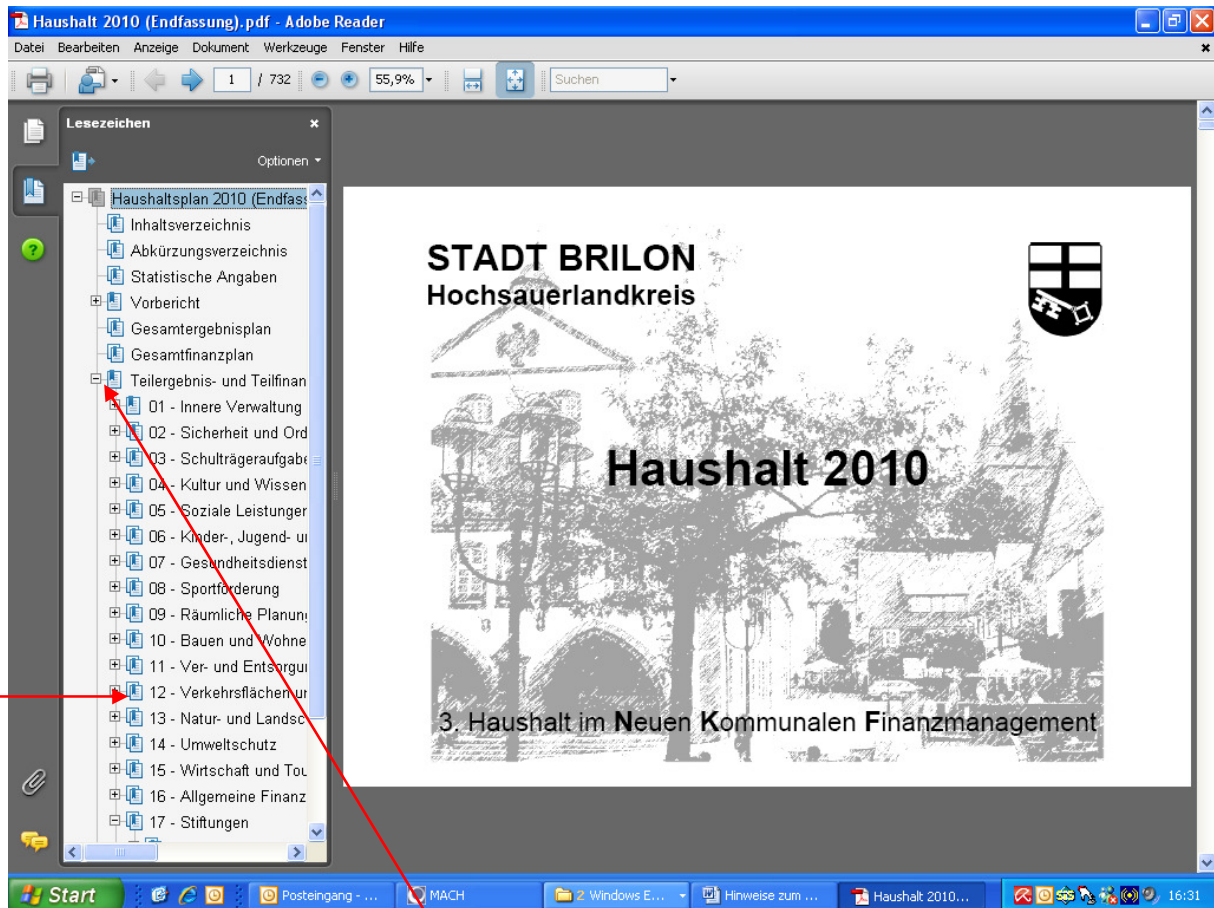 Haushalt 2010 (Endfassung).pdf - Adobe Reader
Datei Bearbeiten Anzeige Dokument Werkzeuge Fenster Hilfe
1 / 732 55,9% Suchen
Lesezeichen
Optionen
Haushaltsplan 2010 (Endfass
Inhaltsverzeichnis
Abkürzungsverzeichnis
Statistische Angaben
Vorbericht
Gesamtergebnisplan
Gesamtfinanzplan
Teilergebnis- und Teilfinan
01 - Innere Verwaltung
02 - Sicherheit und Ord
03 - Schulträgeraufgabe
04 - Kultur und Wissen
05 - Soziale Leistunger
06 - Kinder-, Jugend- ur
07 - Gesundheitsdienst
08 - Sportförderung
09 - Räumliche Planung
10 - Bauen und Wohne
11 - Ver- und Entsorgur
12 - Verkehrsflächen ur
13 - Natur- und Landsc
14 - Umweltschutz
15 - Wirtschaft und Tou
16 - Allgemeine Finanz
17 - Stiftungen
STADT BRILON
Hochsauerlandkreis
Haushalt 2010
3. Haushalt im Neuen Kommunalen Finanzmanagement
Start Posteingang - ... MACH 2 Windows E... Hinweise zum ... Haushalt 2010... 16:31